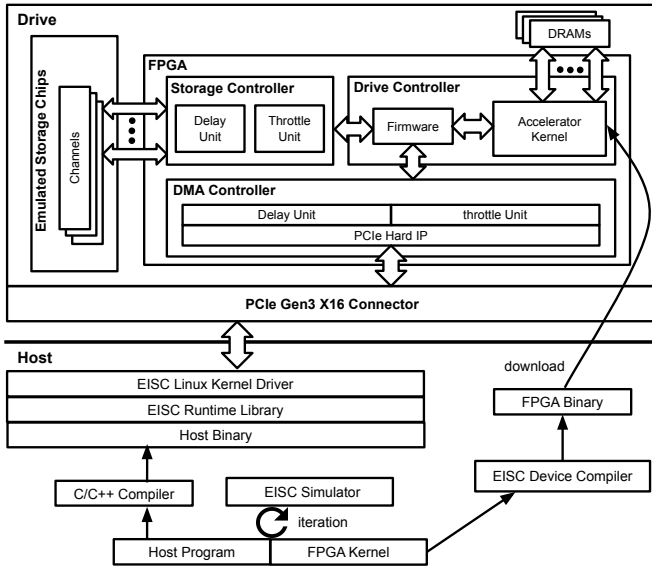 Drive
DRAMs
FPGA
Storage Controller
Drive Controller
Emulated Storage Chips
Channels
Delay
Unit
Throttle
Unit
Firmware
Accelerator
Kernel
DMA Controller
Delay Unit
throttle Unit
PCIe Hard IP
PCIe Gen3 X16 Connector
Host
download
EISC Linux Kernel Driver
EISC Runtime Library
Host Binary
FPGA Binary
C/C++ Compiler
EISC Simulator
EISC Device Compiler
iteration
Host Program
FPGA Kernel